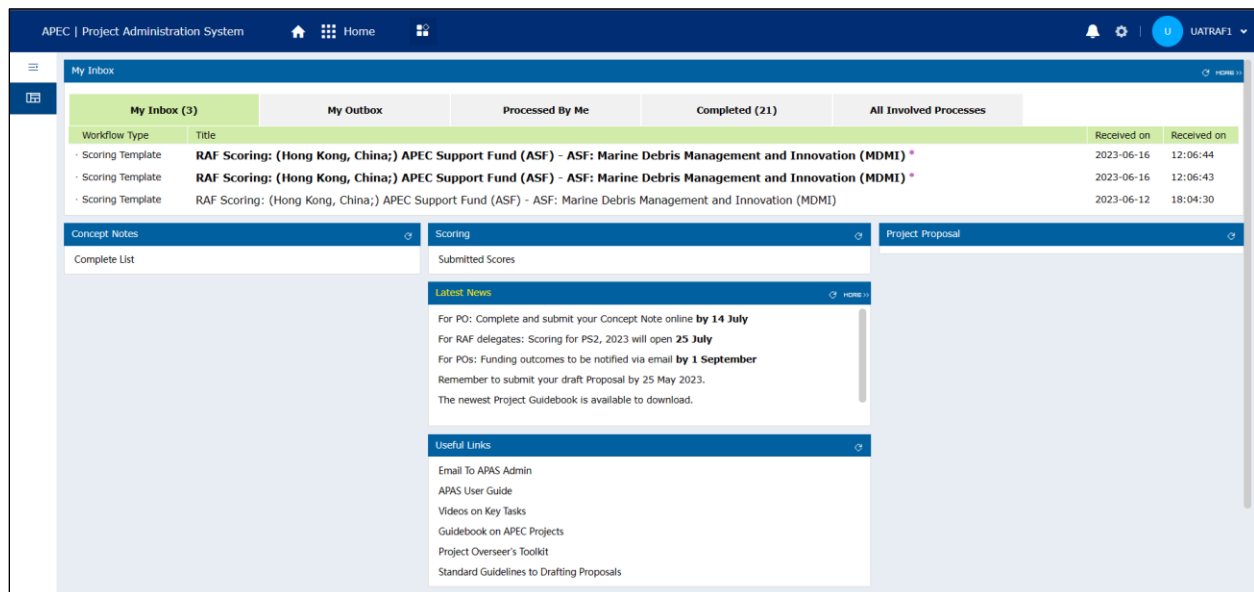 APEC | Project Administration System Home U UATRAF1
My Inbox MORE >>
My Inbox (3) My Outbox Processed By Me Completed (21) All Involved Processes
Workflow Type Title Received on Received on
· Scoring Template RAF Scoring: (Hong Kong, China;) APEC Support Fund (ASF) - ASF: Marine Debris Management and Innovation (MDMI) * 2023-06-16 12:06:44
· Scoring Template RAF Scoring: (Hong Kong, China;) APEC Support Fund (ASF) - ASF: Marine Debris Management and Innovation (MDMI) * 2023-06-16 12:06:43
· Scoring Template RAF Scoring: (Hong Kong, China;) APEC Support Fund (ASF) - ASF: Marine Debris Management and Innovation (MDMI) 2023-06-12 18:04:30
Concept Notes Scoring Project Proposal
Complete List Submitted Scores
Latest News MORE >>
For PO: Complete and submit your Concept Note online by 14 July
For RAF delegates: Scoring for PS2, 2023 will open 25 July
For POs: Funding outcomes to be notified via email by 1 September
Remember to submit your draft Proposal by 25 May 2023.
The newest Project Guidebook is available to download.
Useful Links
Email To APAS Admin
APAS User Guide
Videos on Key Tasks
Guidebook on APEC Projects
Project Overseer's Toolkit
Standard Guidelines to Drafting Proposals